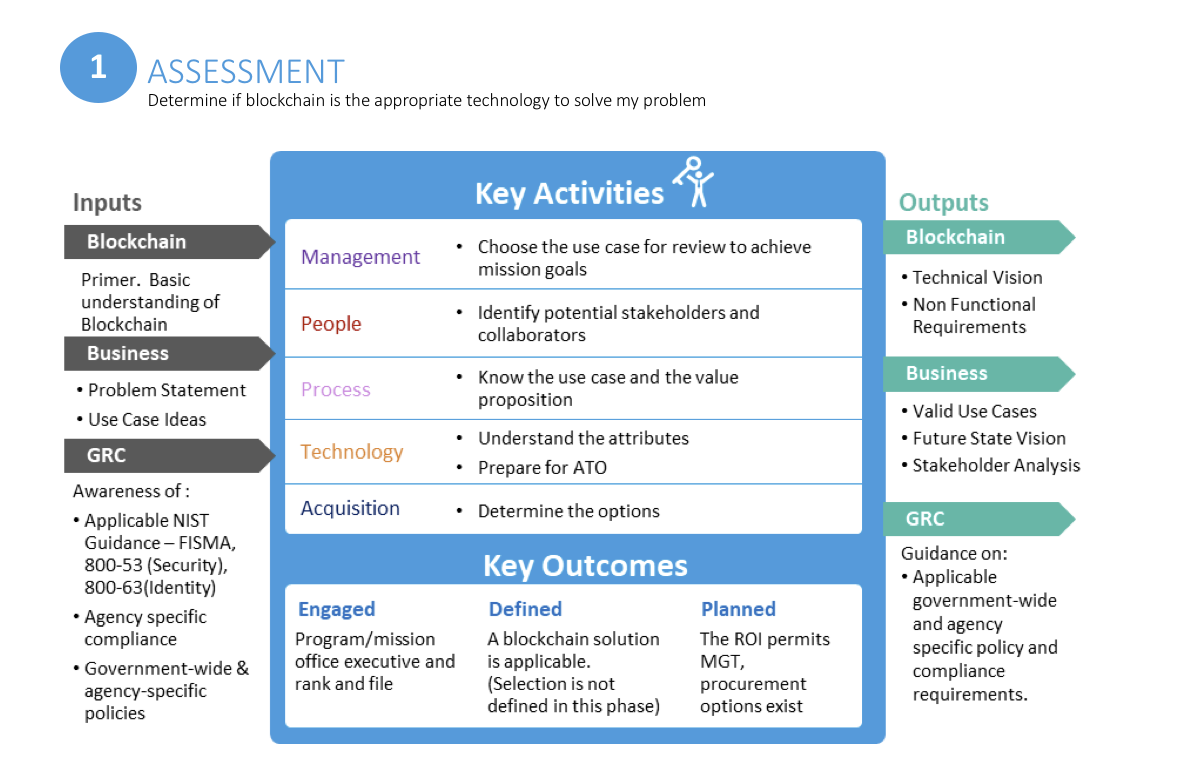 1
ASSESSMENT
Determine if blockchain is the appropriate technology to solve my problem
Inputs
Blockchain
Primer.  Basic
understanding of
Blockchain
Business
• Problem Statement
• Use Case Ideas
GRC
Awareness of :
• Applicable NIST
Guidance – FISMA,
800-53 (Security),
800-63(Identity)
• Agency specific
compliance
• Government-wide &
agency-specific
policies
Key Activities
Management
• Choose the use case for review to achieve
mission goals
People
• Identify potential stakeholders and
collaborators
Process
• Know the use case and the value
proposition
Technology
• Understand the attributes
• Prepare for ATO
Acquisition
• Determine the options
Key Outcomes
Engaged
Program/mission
office executive and
rank and file
Defined
A blockchain solution
is applicable.
(Selection is not
defined in this phase)
Planned
The ROI permits
MGT,
procurement
options exist
Outputs
Blockchain
• Technical Vision
• Non Functional
Requirements
Business
• Valid Use Cases
• Future State Vision
• Stakeholder Analysis
GRC
Guidance on:
• Applicable
government-wide
and agency
specific policy and
compliance
requirements.